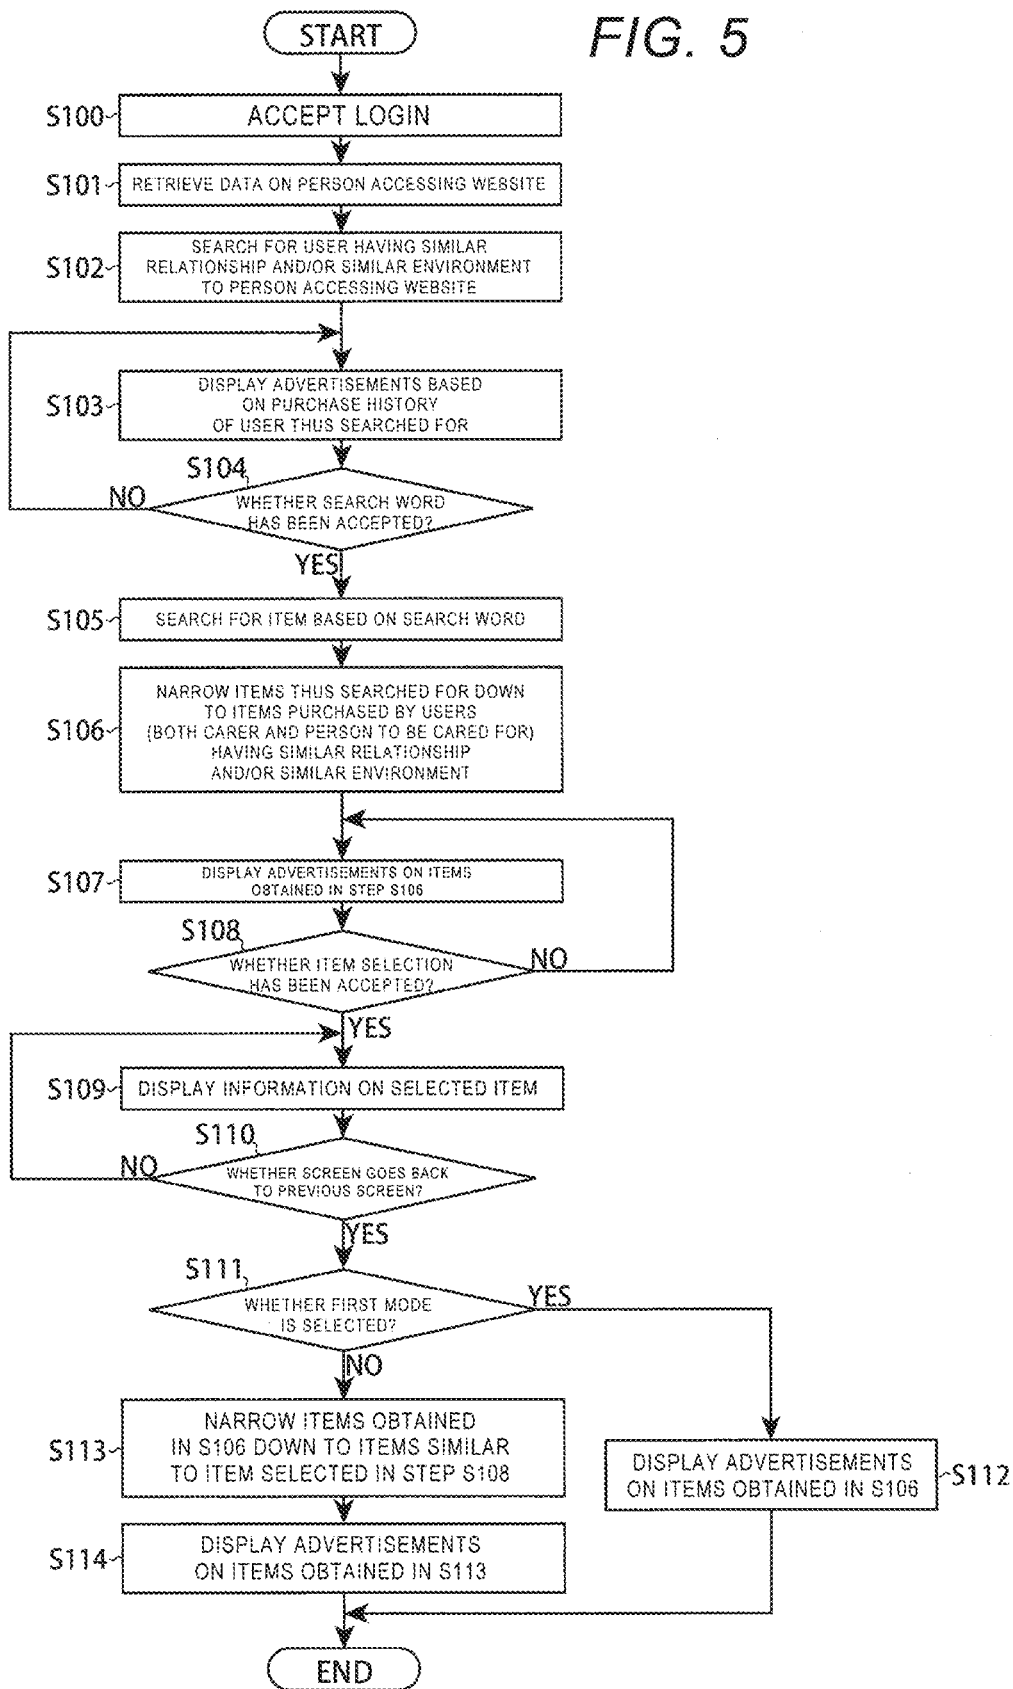 START
FIG. 5
S100
ACCEPT LOGIN
S101
RETRIEVE DATA ON PERSON ACCESSING WEBSITE
S102
SEARCH FOR USER HAVING SIMILAR
RELATIONSHIP AND/OR SIMILAR ENVIRONMENT
TO PERSON ACCESSING WEBSITE
S103
DISPLAY ADVERTISEMENTS BASED
ON PURCHASE HISTORY
OF USER THUS SEARCHED FOR
S104
NO
WHETHER SEARCH WORD
HAS BEEN ACCEPTED?
YES
S105
SEARCH FOR ITEM BASED ON SEARCH WORD
S106
NARROW ITEMS THUS SEARCHED FOR DOWN
TO ITEMS PURCHASED BY USERS
(BOTH CARER AND PERSON TO BE CARED FOR)
HAVING SIMILAR RELATIONSHIP
AND/OR SIMILAR ENVIRONMENT
S107
DISPLAY ADVERTISEMENTS ON ITEMS
OBTAINED IN STEP S106
S108
WHETHER ITEM SELECTION
HAS BEEN ACCEPTED?
NO
YES
S109
DISPLAY INFORMATION ON SELECTED ITEM
S110
NO
WHETHER SCREEN GOES BACK
TO PREVIOUS SCREEN?
YES
S111
WHETHER FIRST MODE
IS SELECTED?
YES
NO
S113
NARROW ITEMS OBTAINED
IN S106 DOWN TO ITEMS SIMILAR
TO ITEM SELECTED IN STEP S108
DISPLAY ADVERTISEMENTS
ON ITEMS OBTAINED IN S106
S112
S114
DISPLAY ADVERTISEMENTS
ON ITEMS OBTAINED IN S113
END